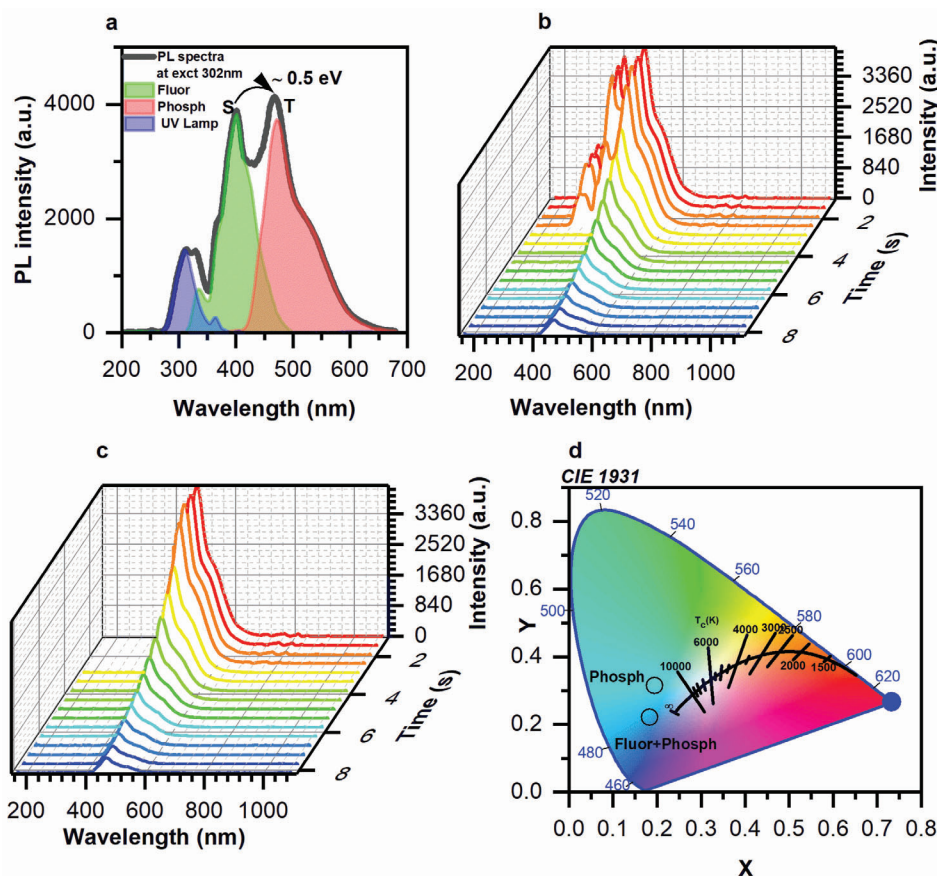 a
PL spectra
at exct 302nm
Fluor
Phosph
UV Lamp
S
T
~ 0.5 eV
4000
2000
0
PL intensity (a.u.)
200 300 400 500 600 700
Wavelength (nm)
b
3360
2520
1680
840
0
Intensity (a.u.)
2
4
6
8
Time (s)
200 400 600 800 1000
Wavelength (nm)
c
3360
2520
1680
840
0
Intensity (a.u.)
2
4
6
8
Time (s)
200 400 600 800 1000
Wavelength (nm)
d
CIE 1931
0.8
0.6
0.4
0.2
0.0
Y
520
540
560
500
580
600
620
480
460
Tc(K)
10000
6000
4000
3000
2500
2000
1500
∞
Phosph
Fluor+Phosph
0.0 0.1 0.2 0.3 0.4 0.5 0.6 0.7 0.8
X